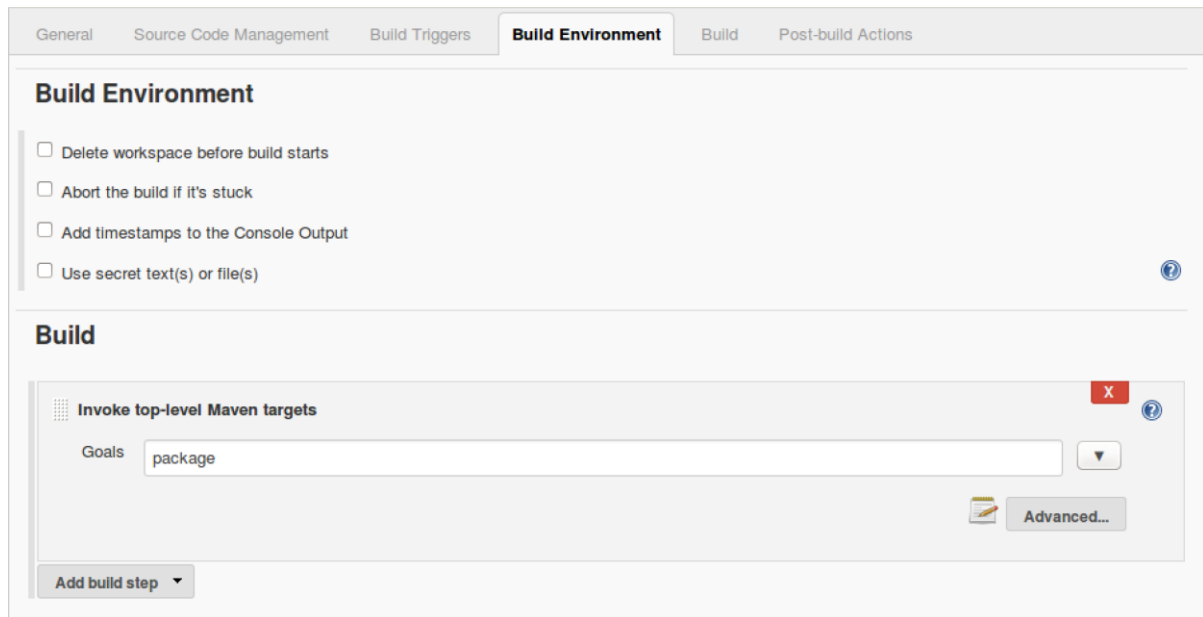 General Source Code Management Build Triggers Build Environment Build Post-build Actions
Build Environment
Delete workspace before build starts
Abort the build if it's stuck
Add timestamps to the Console Output
Use secret text(s) or file(s)
?
Build
X
Invoke top-level Maven targets
?
Goals package
Advanced...
Add build step